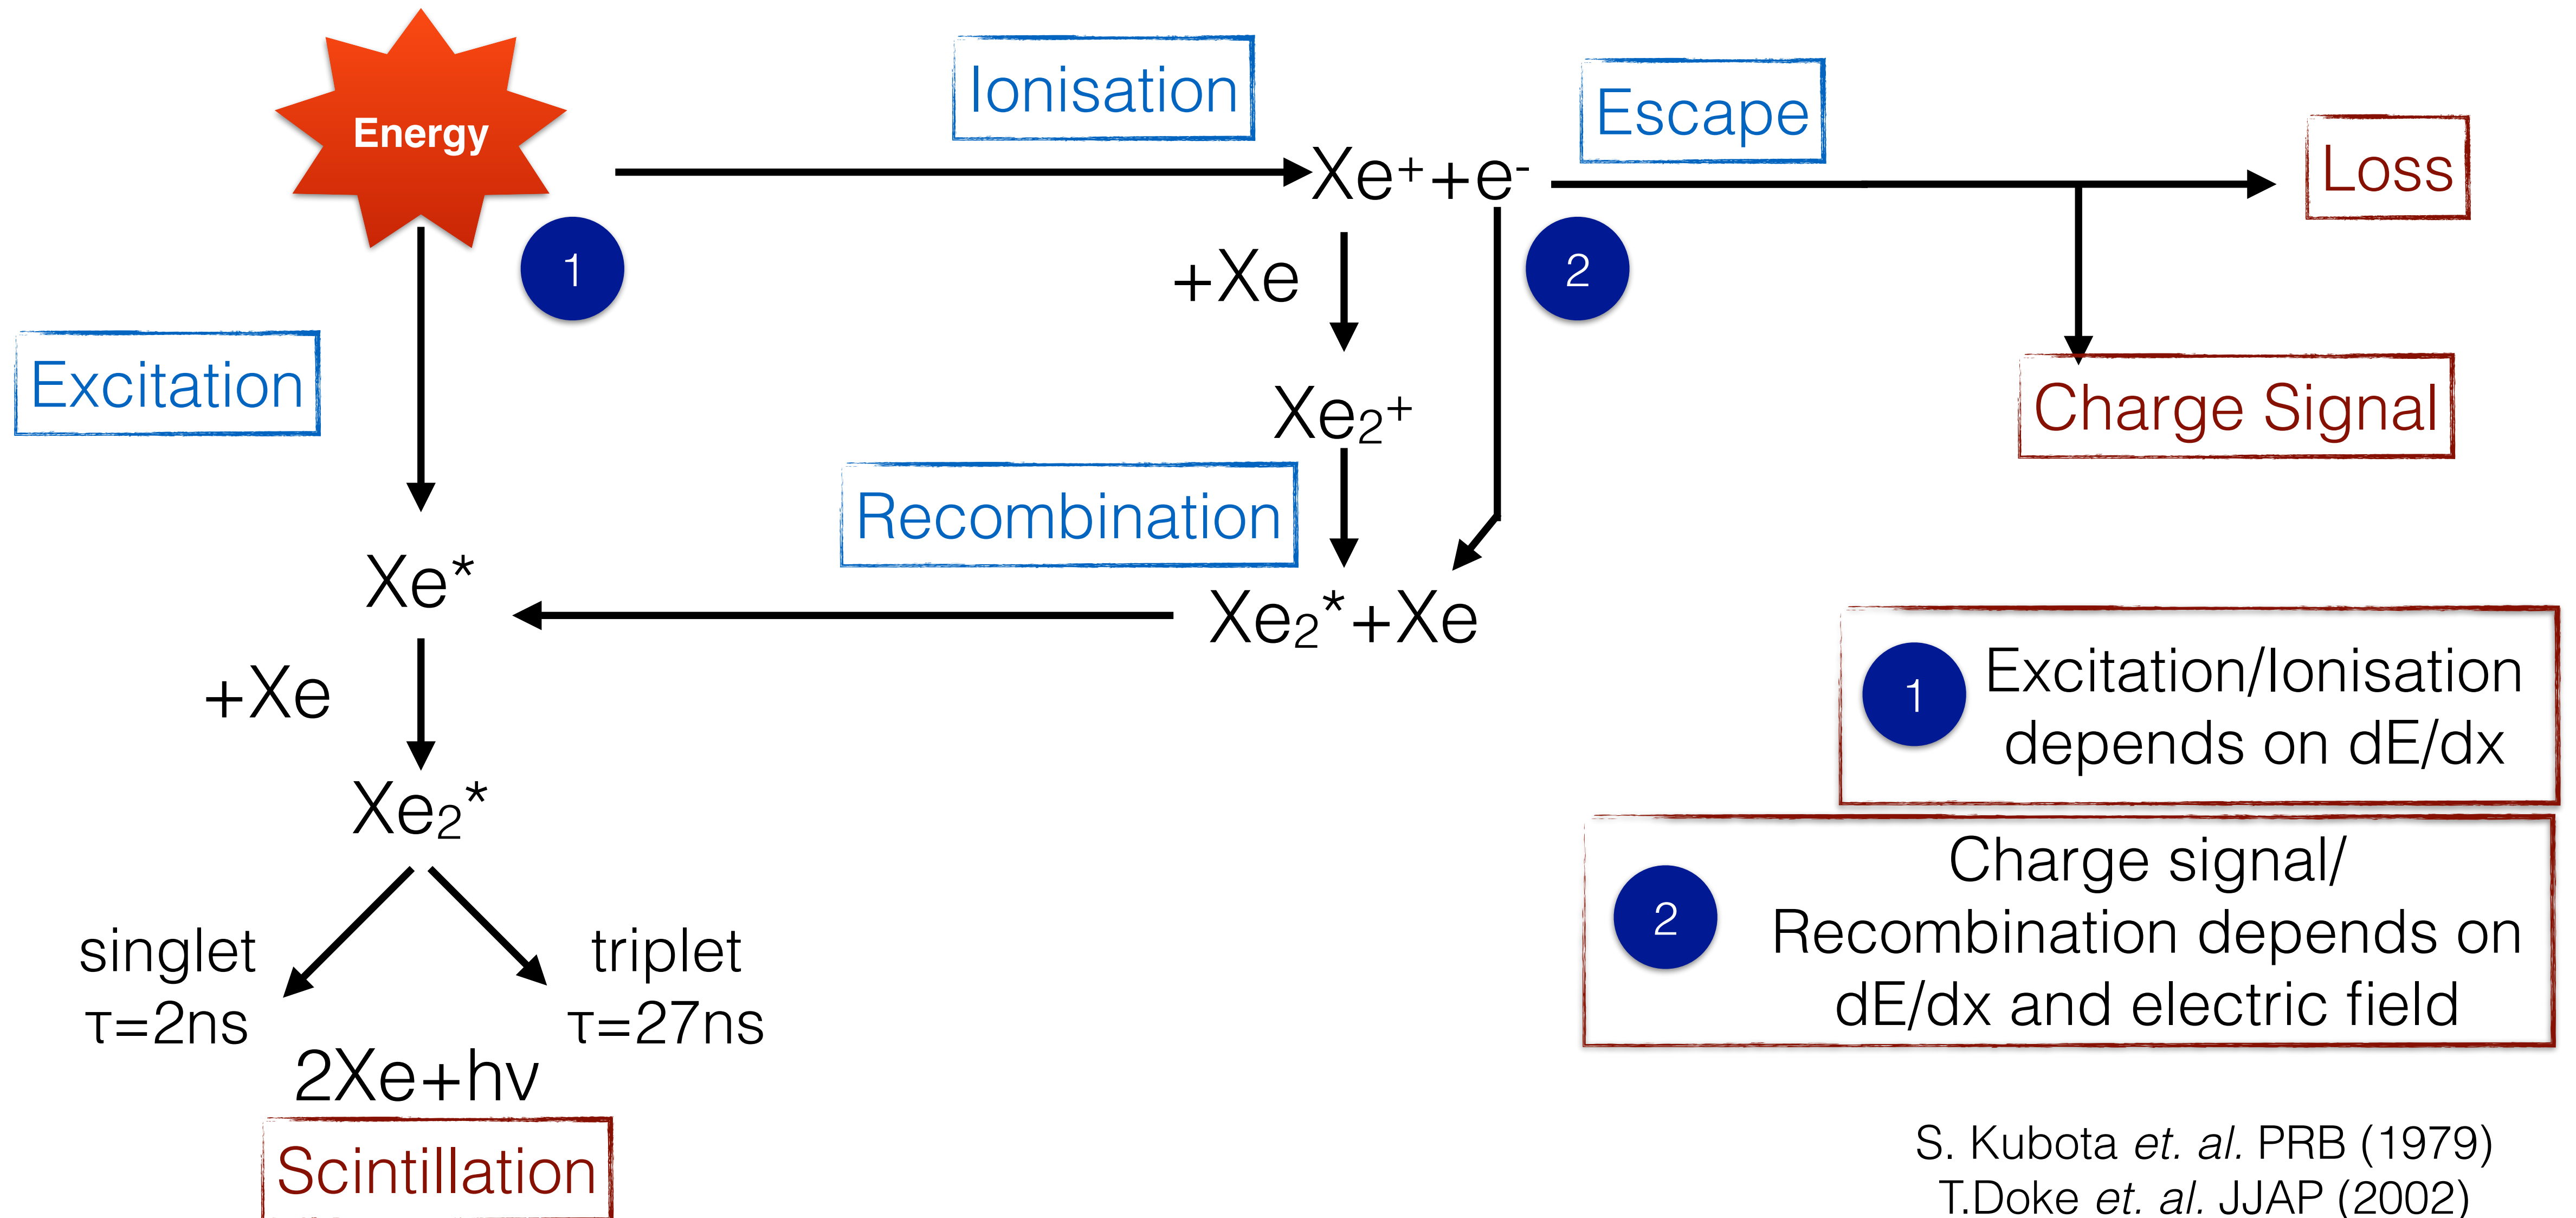 Energy
Ionisation
Escape
Loss
Xe⁺+e⁻
1
2
+Xe
Excitation
Charge Signal
Xe₂⁺
Recombination
Xe*
Xe₂*+Xe
+Xe
1
Excitation/Ionisation
depends on dE/dx
Xe₂*
2
Charge signal/
Recombination depends on
dE/dx and electric field
singlet
τ=2ns
triplet
τ=27ns
2Xe+hν
Scintillation
S. Kubota et. al. PRB (1979)
T.Doke et. al. JJAP (2002)